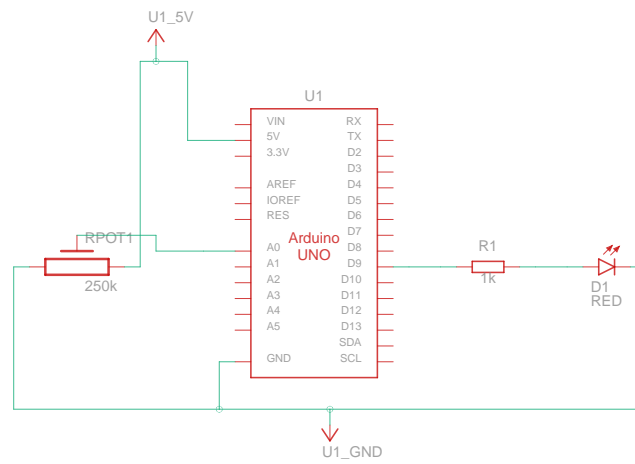 U1_5V
U1
VIN
5V
3.3V
AREF
IOREF
RES
A0
A1
A2
A3
A4
A5
GND
RX
TX
D2
D3
D4
D5
D6
D7
D8
D9
D10
D11
D12
D13
SDA
SCL
Arduino
UNO
RPOT1
250k
R1
1k
D1
RED
U1_GND